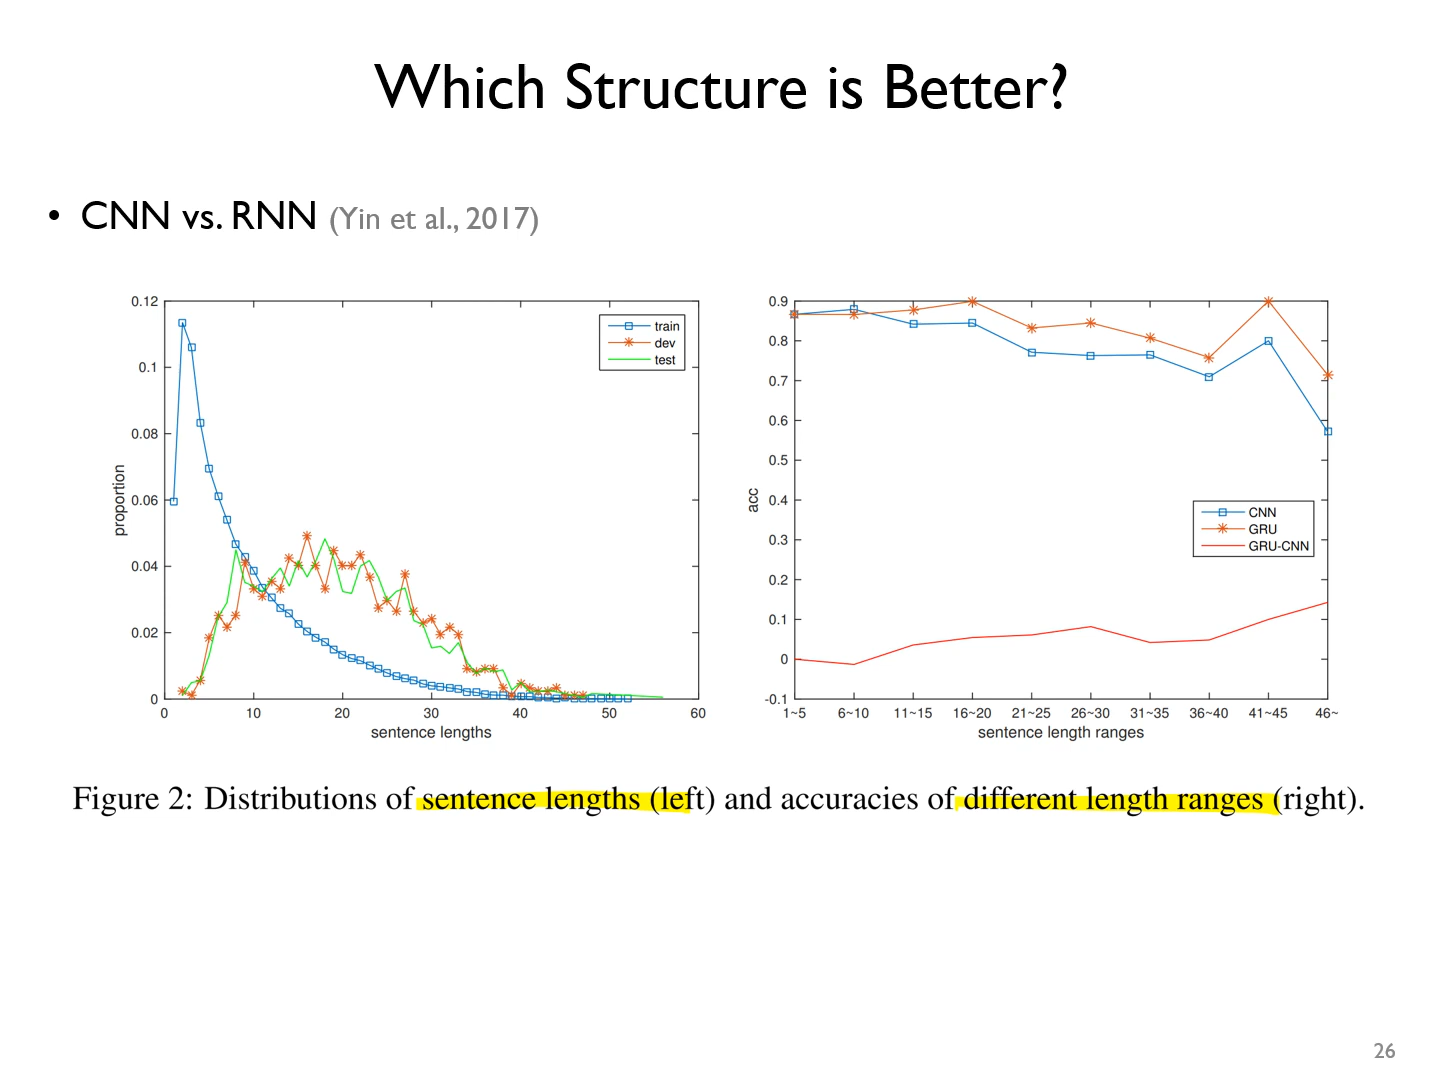 Which Structure is Better?
• CNN vs. RNN (Yin et al., 2017)
0.12
0.1
0.08
0.06
0.04
0.02
0
proportion
0 10 20 30 40 50 60
sentence lengths
train
dev
test
0.9
0.8
0.7
0.6
0.5
0.4
0.3
0.2
0.1
0
-0.1
acc
1~5 6~10 11~15 16~20 21~25 26~30 31~35 36~40 41~45 46~
sentence length ranges
CNN
GRU
GRU-CNN
Figure 2: Distributions of sentence lengths (left) and accuracies of different length ranges (right).
26